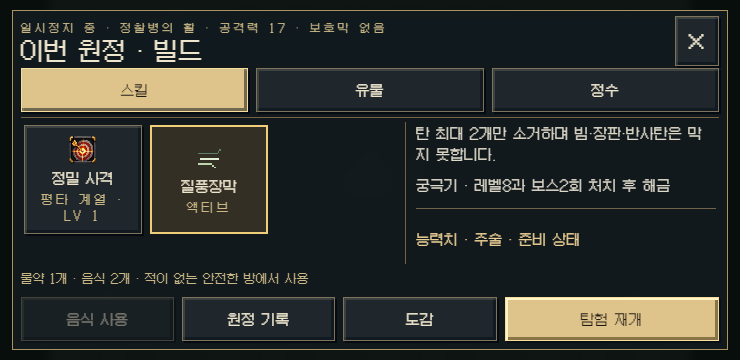 일시정지 중 · 정찰병의 활 · 공격력 17 · 보호막 없음
이번 원정 · 빌드
×
스킬
유물
정수
정밀 사격
평타 계열 ·
LV 1
질풍장막
액티브
탄 최대 2개만 소거하며 빔·장판·반사탄은 막
지 못합니다.
궁극기 · 레벨8과 보스2회 처치 후 해금
능력치 · 주술 · 준비 상태
물약 1개 · 음식 2개 · 적이 없는 안전한 방에서 사용
음식 사용
원정 기록
도감
탐험 재개